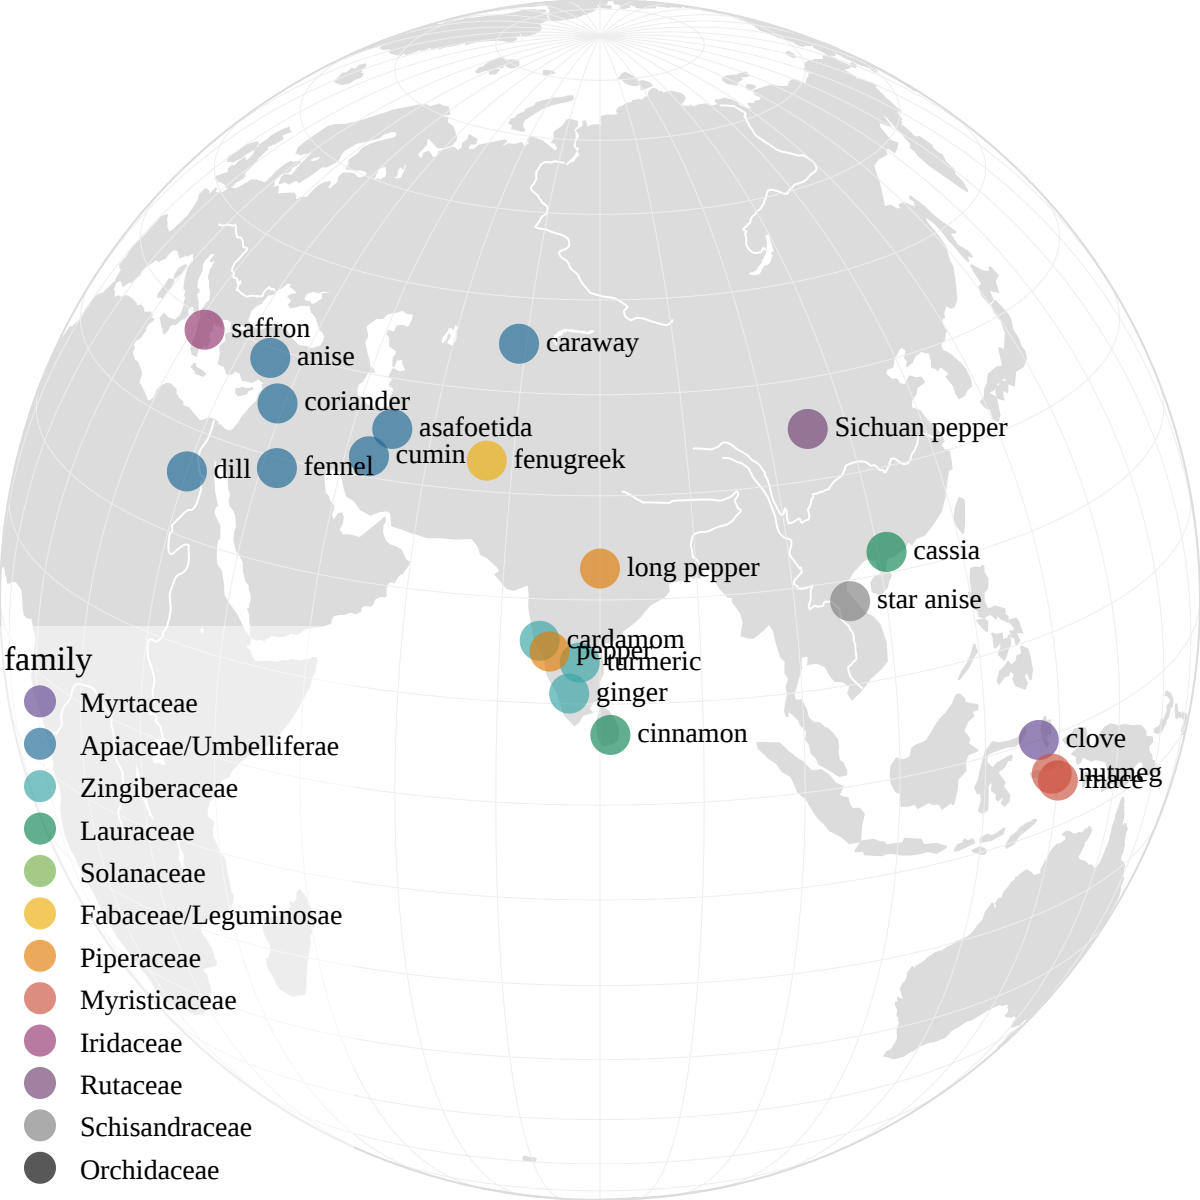 saffron
anise
caraway
coriander
asafoetida
Sichuan pepper
cumin
fenugreek
fennel
dill
cassia
long pepper
star anise
cardamom
pepper
turmeric
ginger
cinnamon
clove
nutmeg
mace
family
Myrtaceae
Apiaceae/Umbelliferae
Zingiberaceae
Lauraceae
Solanaceae
Fabaceae/Leguminosae
Piperaceae
Myristicaceae
Iridaceae
Rutaceae
Schisandraceae
Orchidaceae